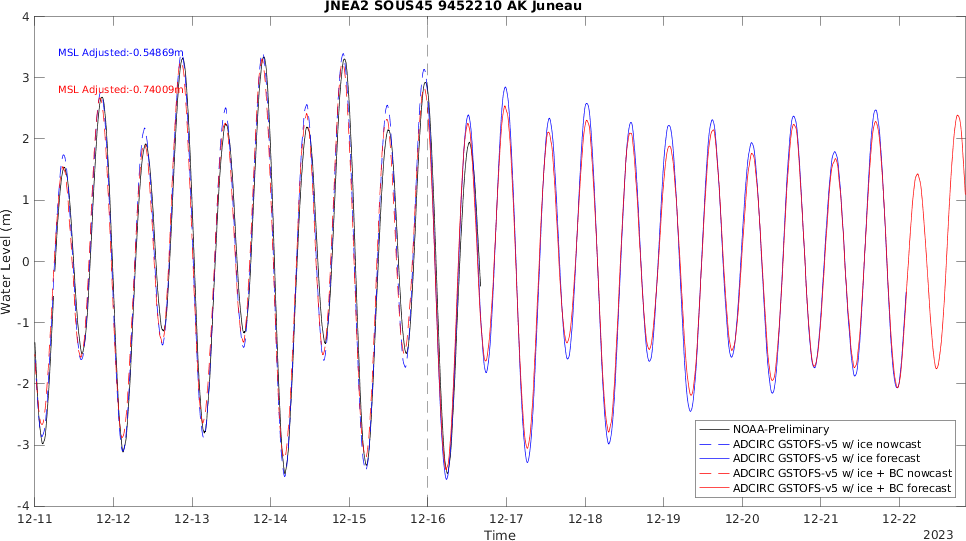 JNEA2 SOUS45 9452210 AK Juneau
4
3
2
1
0
-1
-2
-3
-4
Water Level (m)
MSL Adjusted:-0.54869m
MSL Adjusted:-0.74009m
NOAA-Preliminary
ADCIRC GSTOFS-v5 w/ ice nowcast
ADCIRC GSTOFS-v5 w/ ice forecast
ADCIRC GSTOFS-v5 w/ ice + BC nowcast
ADCIRC GSTOFS-v5 w/ ice + BC forecast
12-11 12-12 12-13 12-14 12-15 12-16 12-17 12-18 12-19 12-20 12-21 12-22
Time
2023